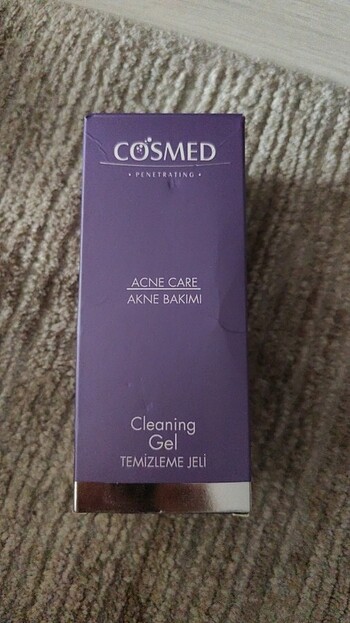 COSMED
• PENETRATING •
ACNE CARE
AKNE BAKIMI
Cleaning
Gel
TEMİZLEME JELİ